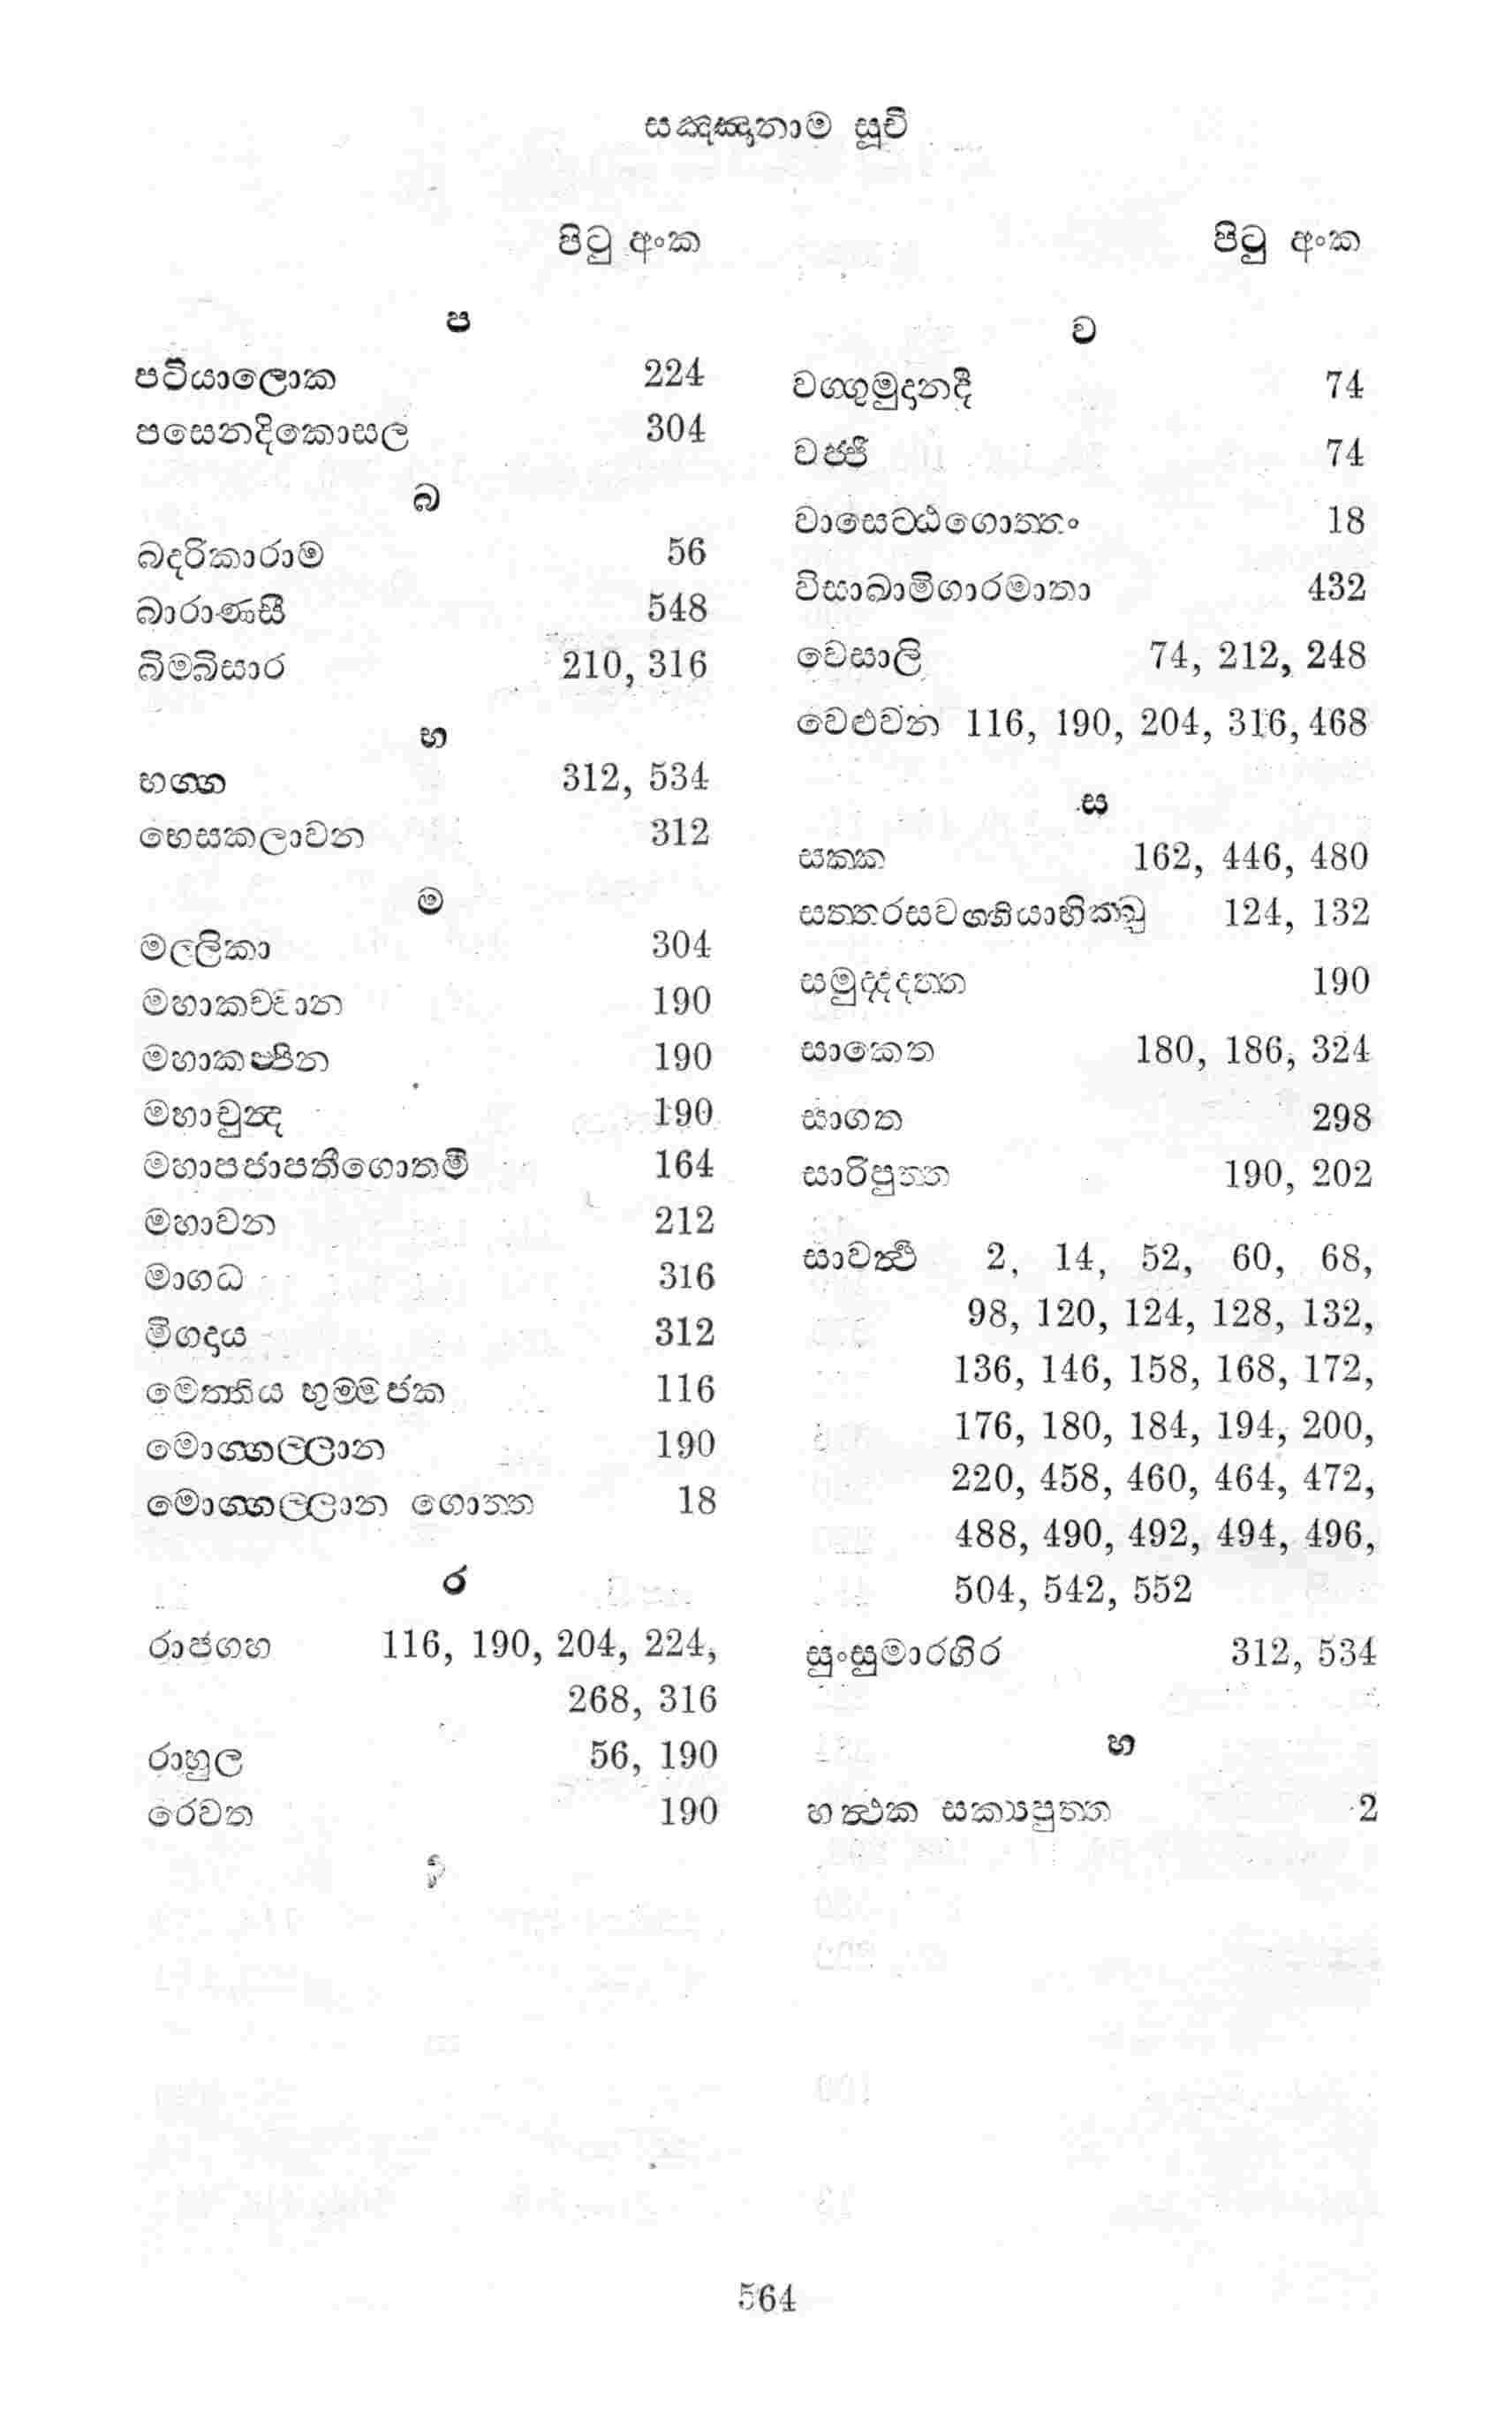 සඤ්ඤානාම සූචි
පිටු අංක
ප
පටියාලොක 224
පසෙනදිකොසල 304
බ
බදරිකාරාම 56
බාරාණසී 548
බිම්බිසාර 210, 316
භ
භග්ග 312, 534
භෙසකලාවන 312
ම
මල්ලිකා 304
මහාකච්චාන 190
මහාකප්පින 190
මහාචුන්ද 190
මහාපජාපතීගොතමී 164
මහාවන 212
මාගධ 316
මිගදාය 312
මෙත්තිය භුම්මජක 116
මොග්ගල්ලාන 190
මොග්ගල්ලාන ගොත්ත 18
ර
රාජගහ 116, 190, 204, 224,
268, 316
රාහුල 56, 190
රෙවත 190
පිටු අංක
ව
වග්ගුමුදානදී 74
වජ්ජී 74
වාසෙට්ඨගොත්තං 18
විසාඛාමිගාරමාතා 432
වෙසාලි 74, 212, 248
වෙළුවන 116, 190, 204, 316, 468
ස
සක්ක 162, 446, 480
සත්තරසවග්ගියාභික්ඛු 124, 132
සමුද්දදත්ත 190
සාකෙත 180, 186, 324
සාගත 298
සාරිපුත්ත 190, 202
සාවත්ථි 2, 14, 52, 60, 68,
98, 120, 124, 128, 132,
136, 146, 158, 168, 172,
176, 180, 184, 194, 200,
220, 458, 460, 464, 472,
488, 490, 492, 494, 496,
504, 542, 552
සුංසුමාරගිර 312, 534
හ
හත්ථක සක්‍යපුත්ත 2
564